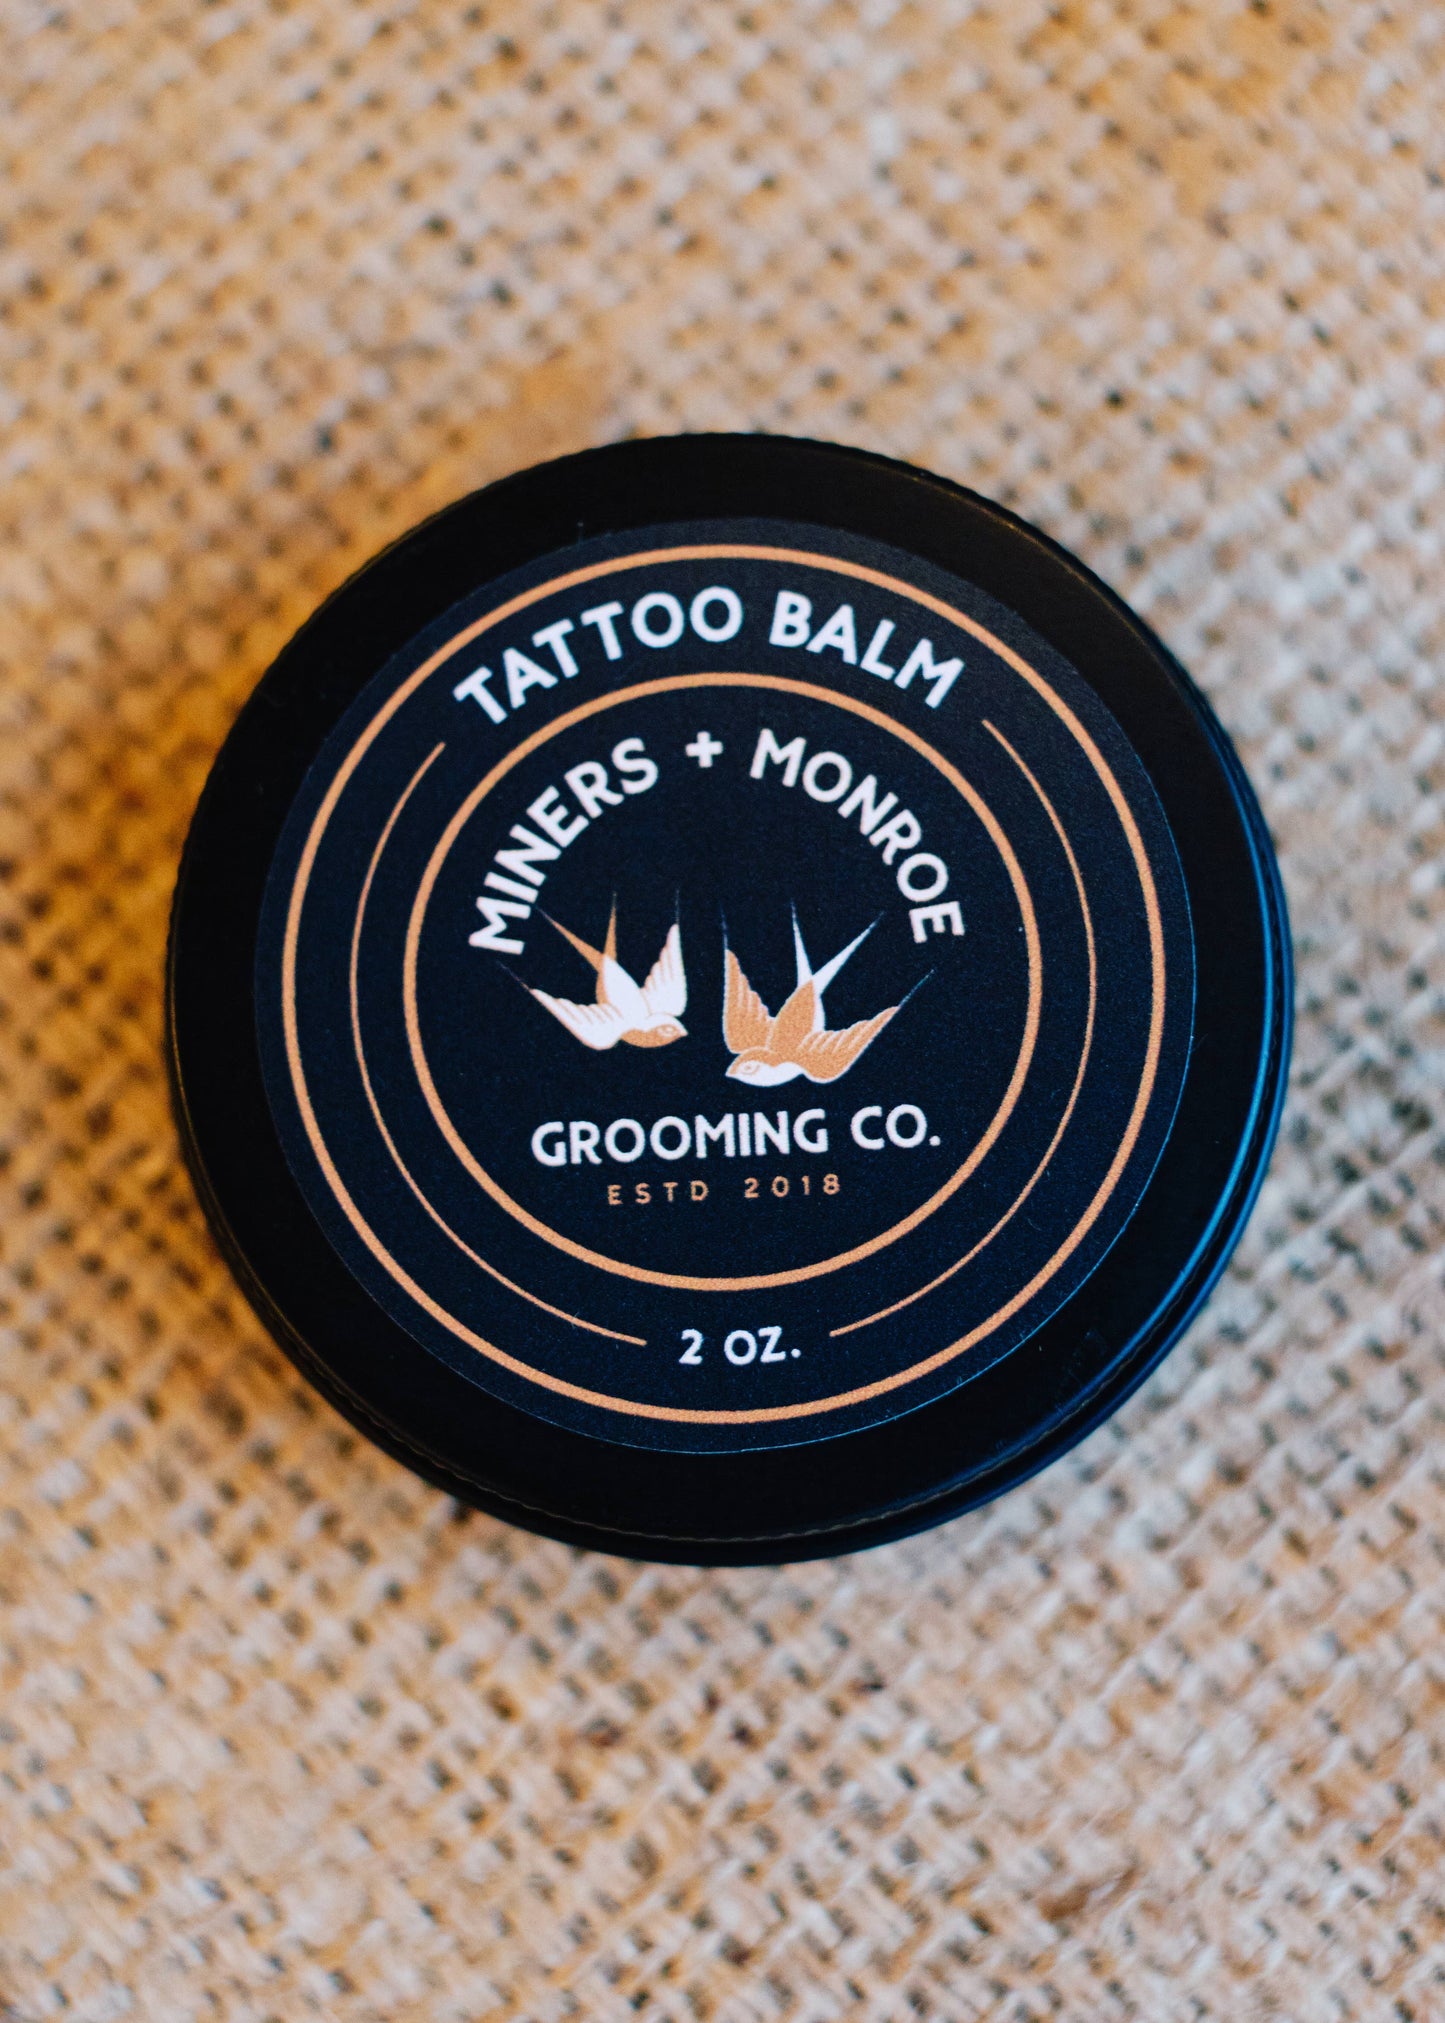 TATTOO BALM
MINERS + MONROE
GROOMING CO.
ESTD 2018
2 OZ.